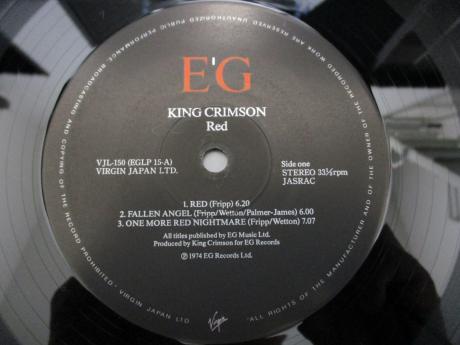 E'G
KING CRIMSON
Red
VJL-150 (EGLP 15-A)
VIRGIN JAPAN LTD.
Side one
STEREO 33⅓rpm
JASRAC
1. RED (Fripp) 6.20
2. FALLEN ANGEL (Fripp/Wetton/Palmer-James) 6.00
3. ONE MORE RED NIGHTMARE (Fripp/Wetton) 7.07
All titles published by EG Music Ltd.
Produced by King Crimson for EG Records
℗ 1974 EG Records Ltd.
Virgin
"ALL RIGHTS OF THE MANUFACTURER AND OF THE OWNER OF THE RECORDED WORK ARE RESERVED UNAUTHORIZED PUBLIC PERFORMANCE, BROADCASTING AND COPYING OF THE RECORD PROHIBITED" VIRGIN JAPAN LTD